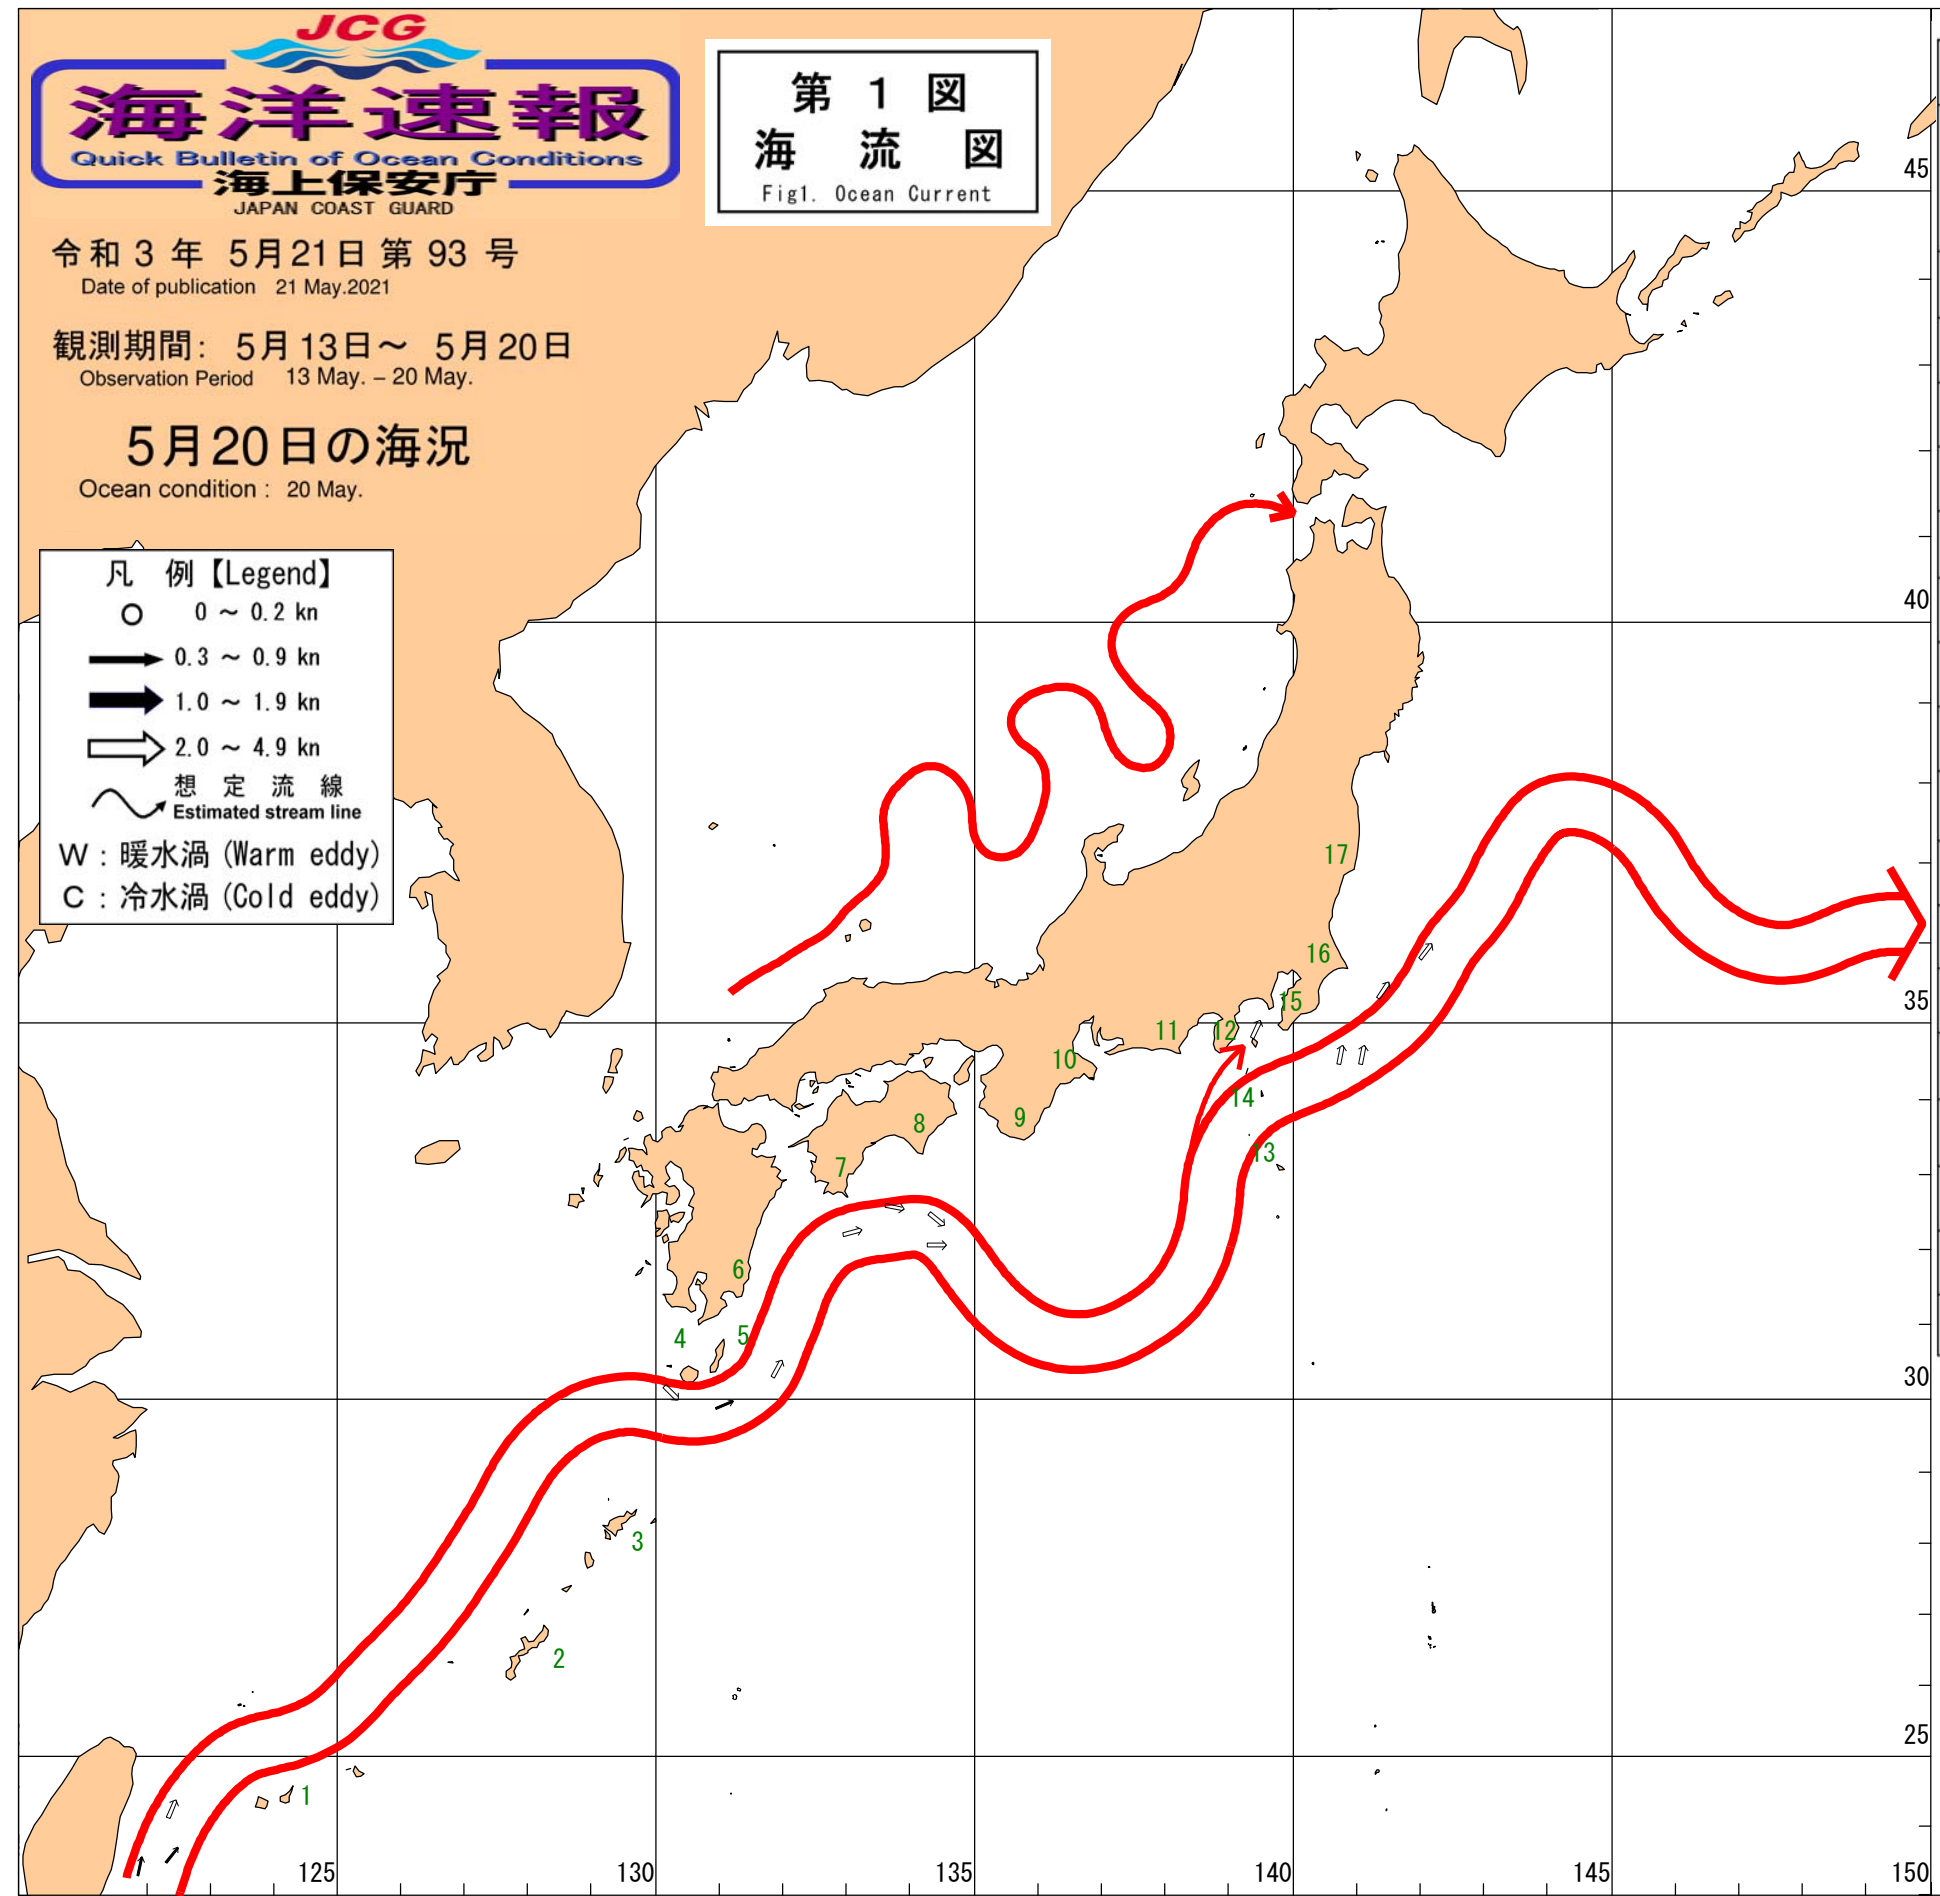 JCG
海洋速報
Quick Bulletin of Ocean Conditions
海上保安庁
JAPAN COAST GUARD
令和 3 年 5月21日 第 93 号
Date of publication 21 May.2021
観測期間: 5月13日～ 5月20日
Observation Period 13 May. – 20 May.
5月20日の海況
Ocean condition : 20 May.
第 1 図
海 流 図
Fig1. Ocean Current
凡 例【Legend】
0 ～ 0.2 kn
0.3 ～ 0.9 kn
1.0 ～ 1.9 kn
2.0 ～ 4.9 kn
想 定 流 線
Estimated stream line
W : 暖水渦 (Warm eddy)
C : 冷水渦 (Cold eddy)
45
40
35
30
25
17
16
15
12
11
10
14
9
8
13
7
6
5
4
3
2
1
125
130
135
140
145
150